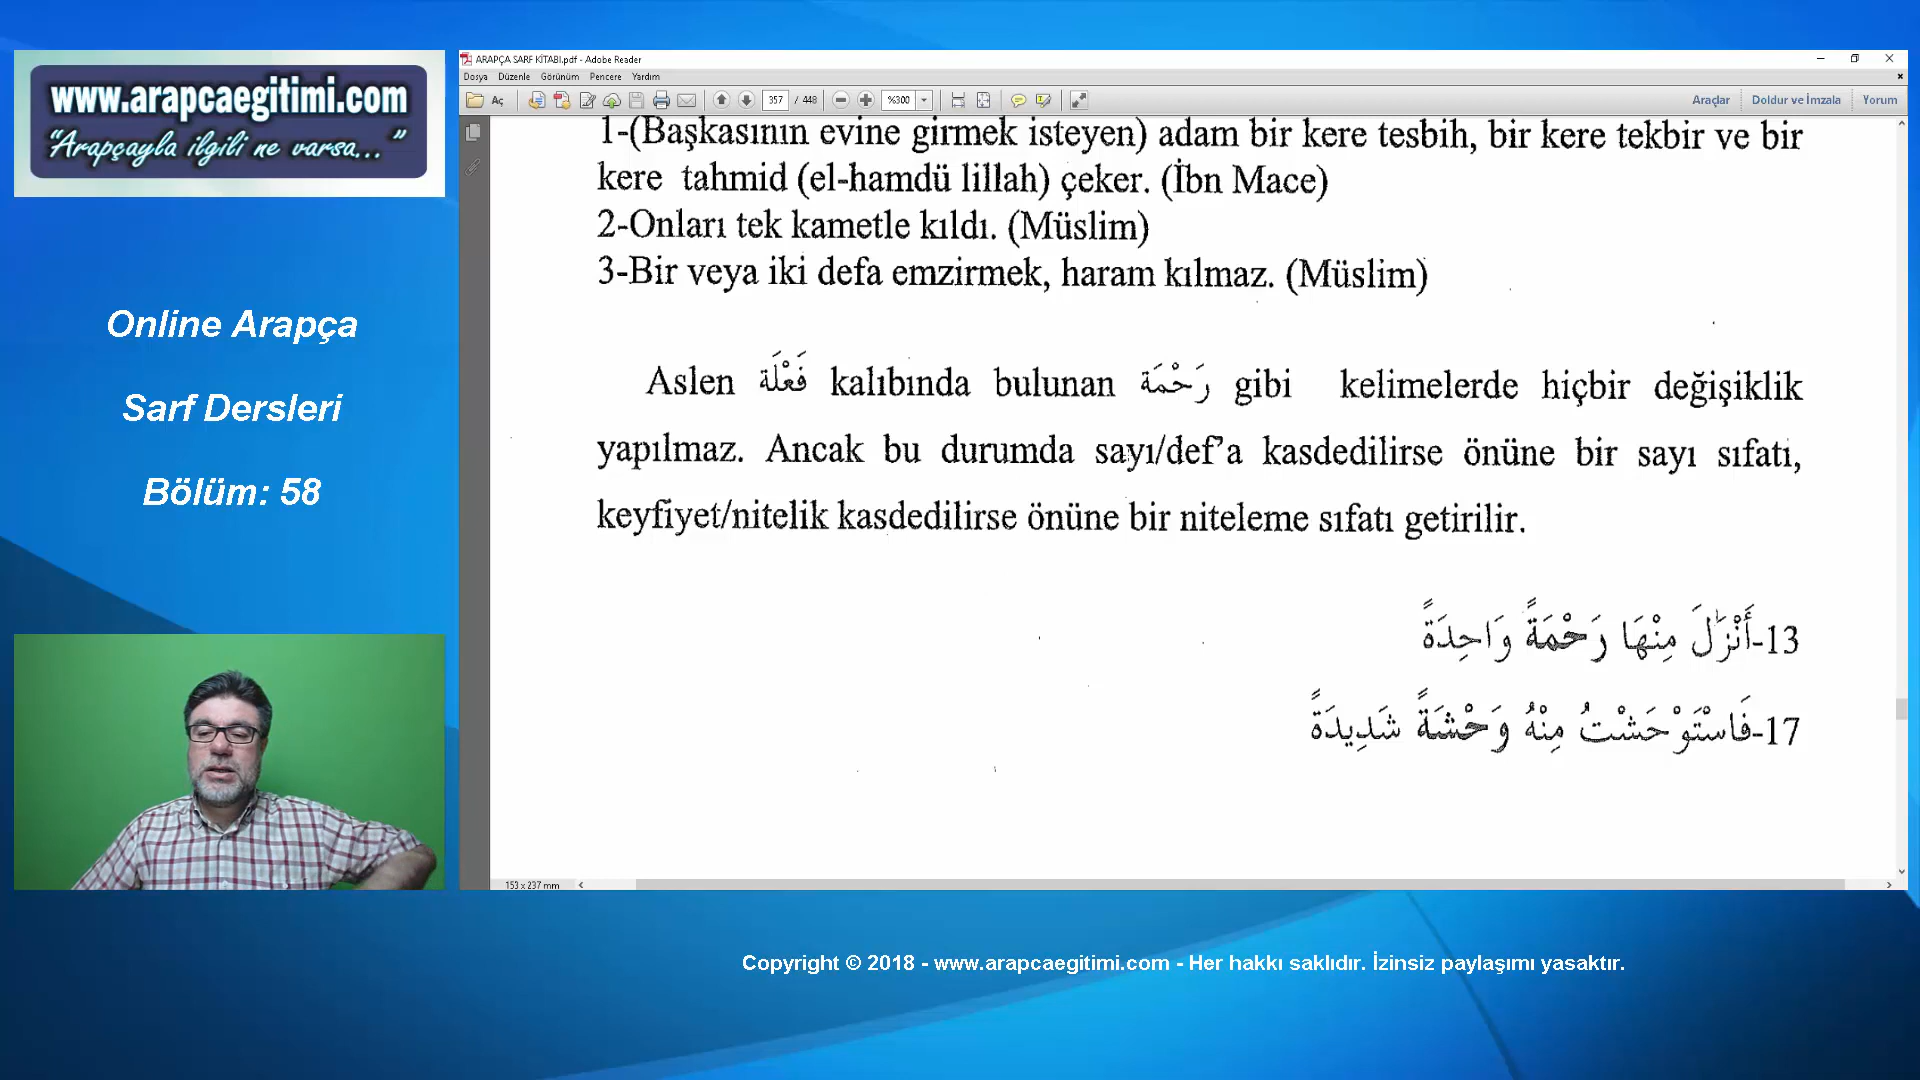 www.arapcaegitimi.com
"Arapçayla ilgili ne varsa..."
Online Arapça
Sarf Dersleri
Bölüm: 58
ARAPÇA SARF KİTABI.pdf - Adobe Reader
Dosya Düzenle Görünüm Pencere Yardım
Aç 357 / 448 %300 Araçlar Doldur ve İmzala Yorum
1-(Başkasının evine girmek isteyen) adam bir kere tesbih, bir kere tekbir ve bir
kere tahmid (el-hamdü lillah) çeker. (İbn Mace)
2-Onları tek kametle kıldı. (Müslim)
3-Bir veya iki defa emzirmek, haram kılmaz. (Müslim)
Aslen فَعْلَة kalıbında bulunan رَحْمَة gibi kelimelerde hiçbir değişiklik
yapılmaz. Ancak bu durumda sayı/def'a kasdedilirse önüne bir sayı sıfatı,
keyfiyet/nitelik kasdedilirse önüne bir niteleme sıfatı getirilir.
13-أَنْزَلَ مِنْهَا رَحْمَةً وَاحِدَةً
17-فَاسْتَوْحَشْتُ مِنْهُ وَحْشَةً شَدِيدَةً
153 x 237 mm
Copyright © 2018 - www.arapcaegitimi.com - Her hakkı saklıdır. İzinsiz paylaşımı yasaktır.